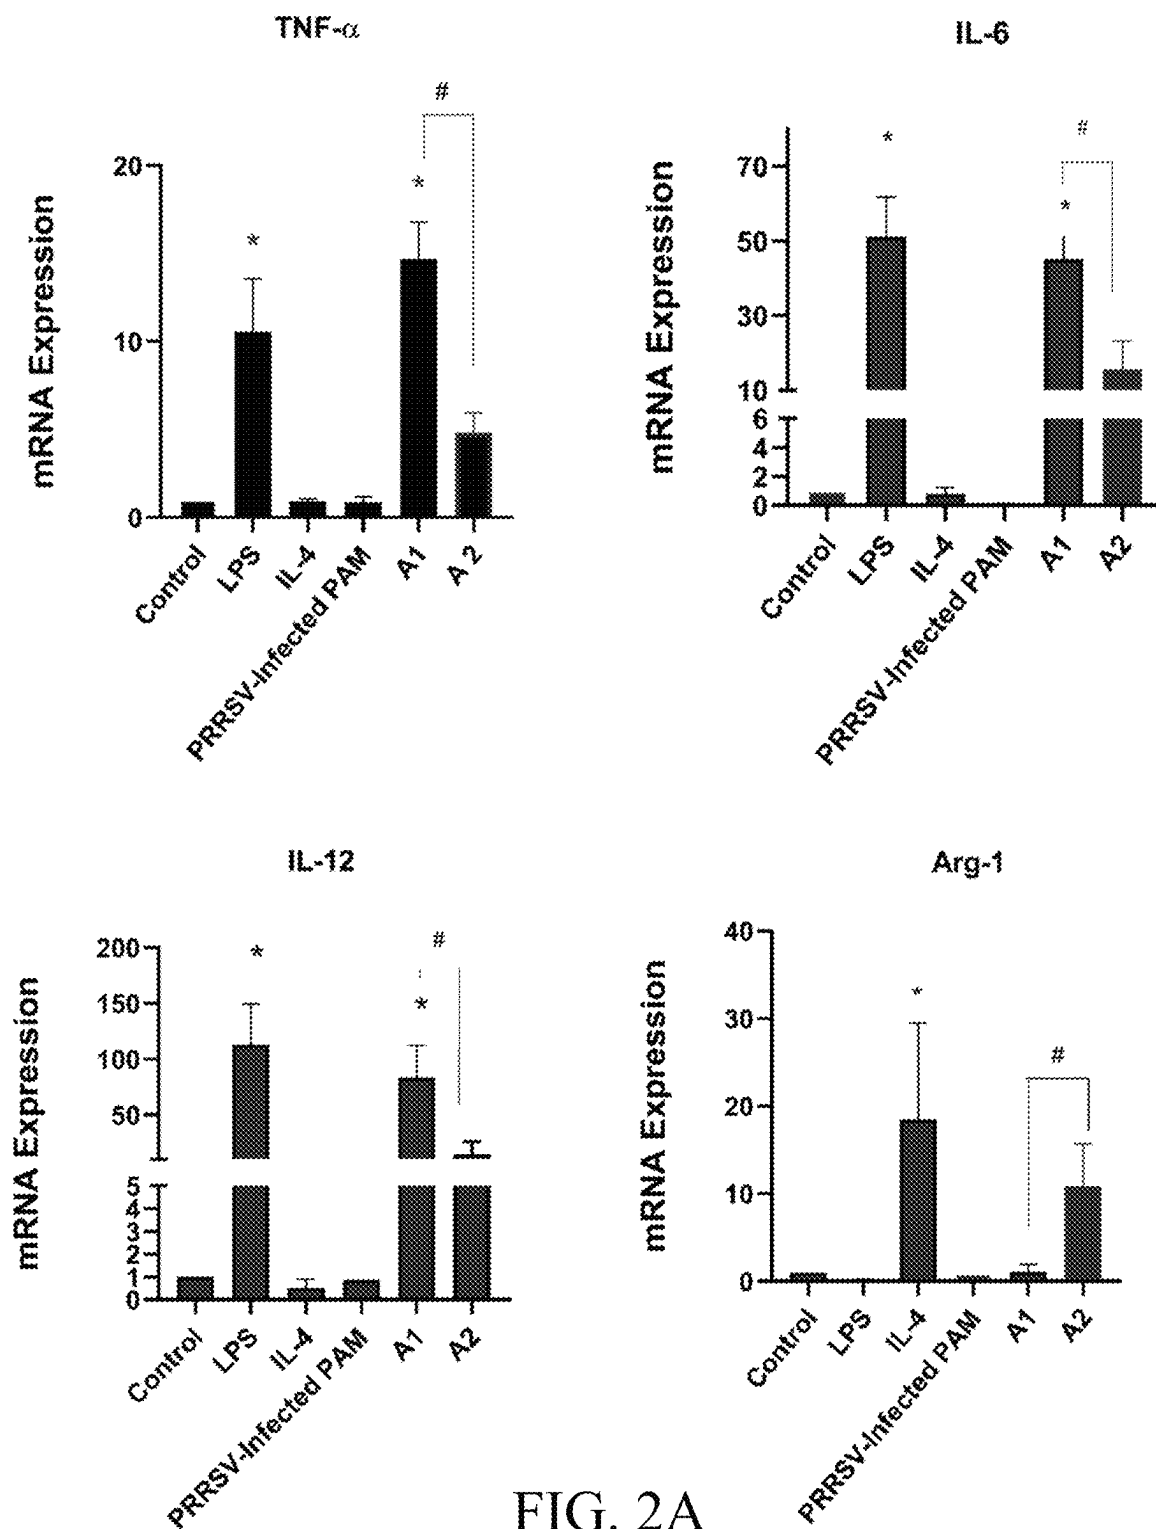 TNF-α
#
*
*
mRNA Expression
20
10
0
Control
LPS
IL-4
PRRSV-Infected PAM
A1
A 2
IL-6
*
#
*
mRNA Expression
70
50
30
10
6
4
2
0
Control
LPS
IL-4
PRRSV-Infected PAM
A1
A2
IL-12
*
#
*
mRNA Expression
200
150
100
50
5
4
3
2
1
0
Control
LPS
IL-4
PRRSV-Infected PAM
A1
A2
Arg-1
*
#
mRNA Expression
40
30
20
10
0
Control
LPS
IL-4
PRRSV-Infected PAM
A1
A2
FIG. 2A